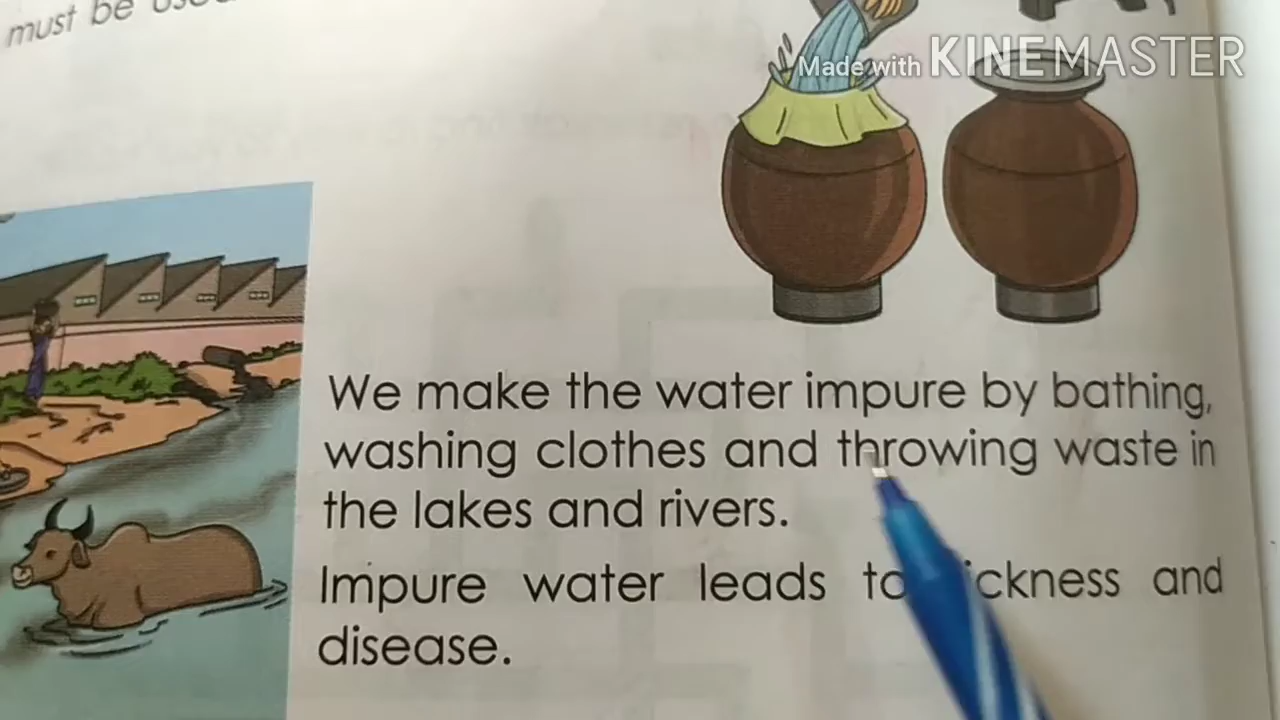 must be
Made with KINEMASTER
We make the water impure by bathing,
washing clothes and throwing waste in
the lakes and rivers.
Impure water leads to sickness and
disease.